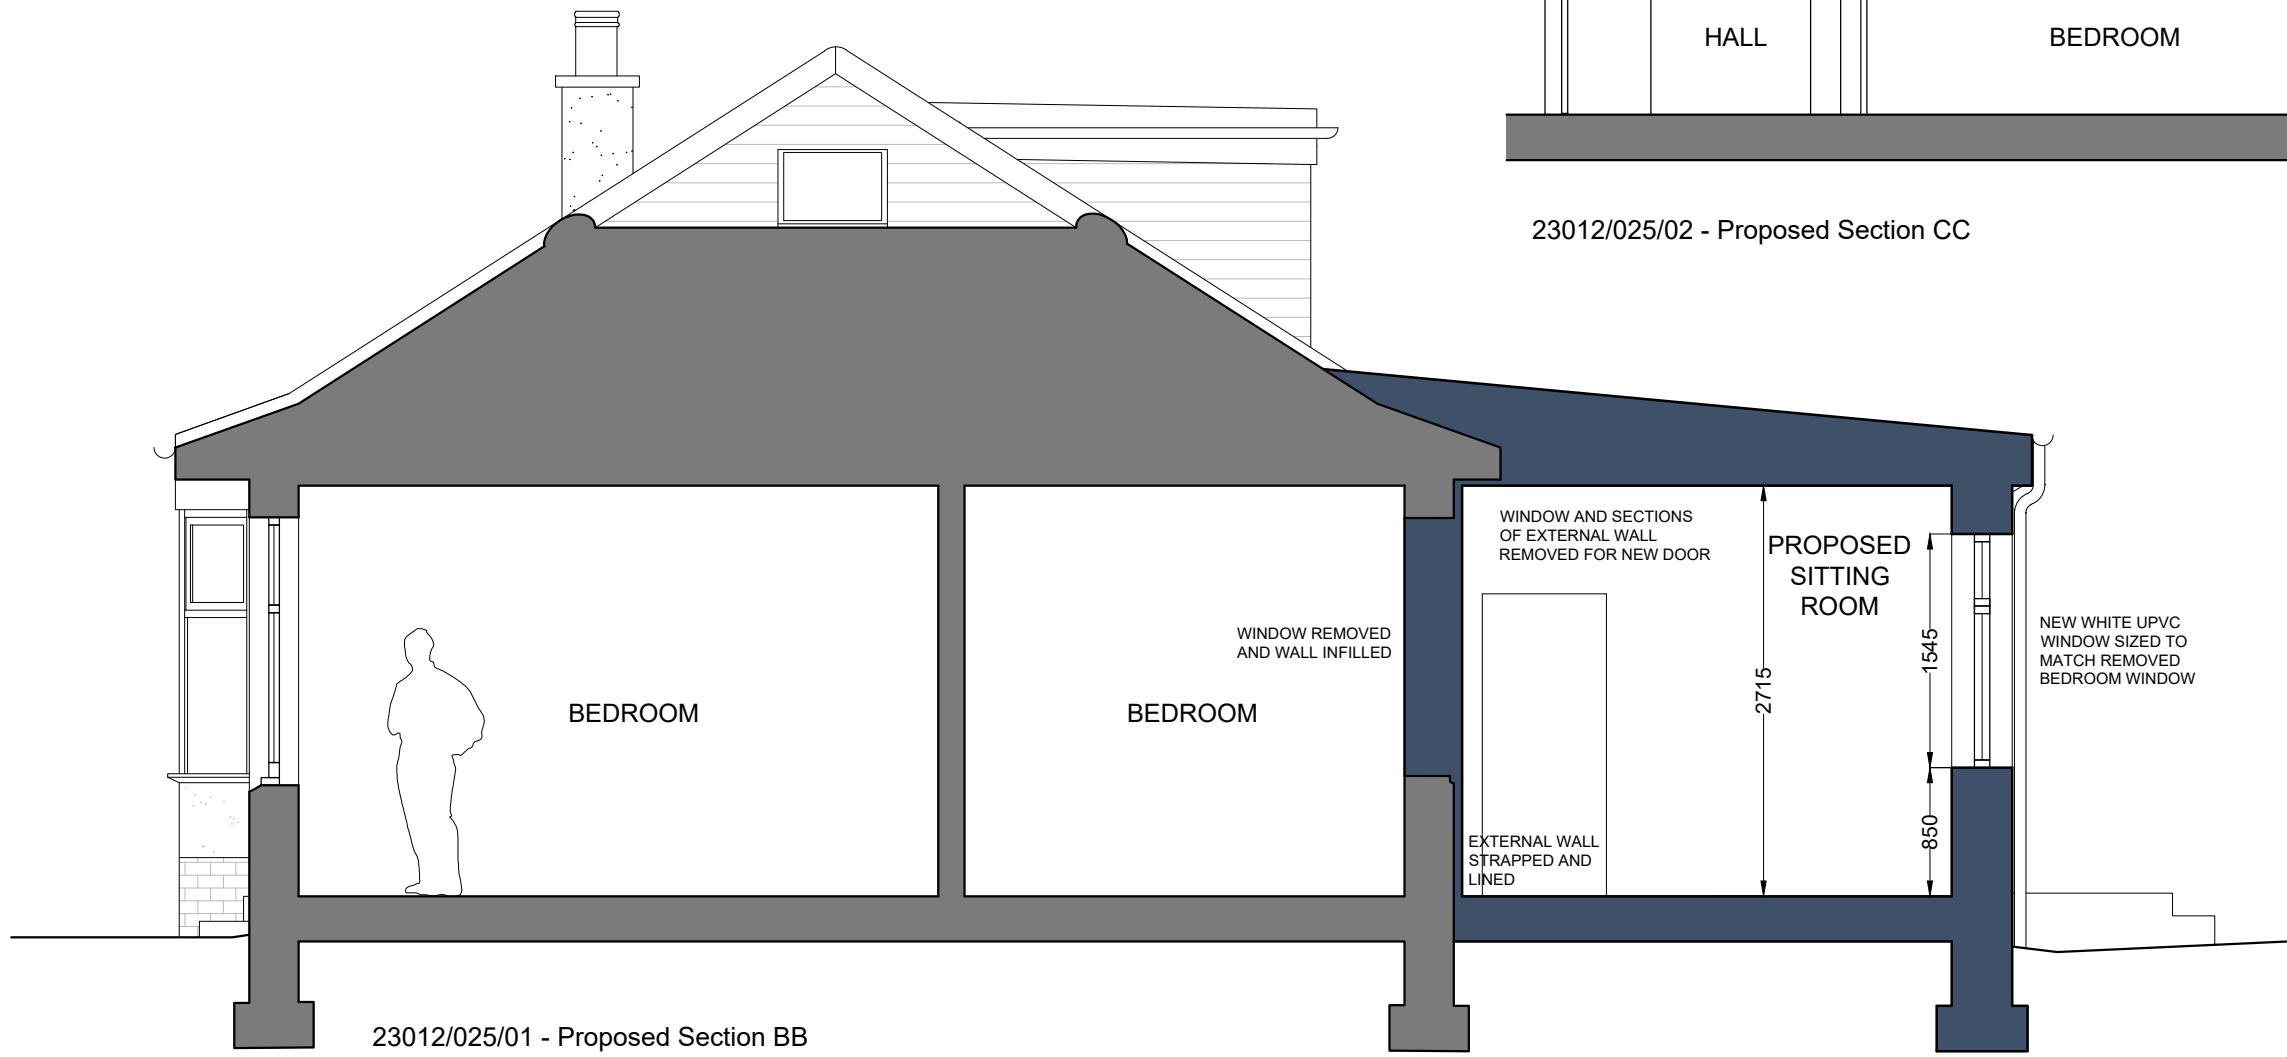 HALL
BEDROOM
23012/025/02 - Proposed Section CC
WINDOW AND SECTIONS
OF EXTERNAL WALL
REMOVED FOR NEW DOOR
PROPOSED
SITTING
ROOM
WINDOW REMOVED
AND WALL INFILLED
1545
NEW WHITE UPVC
WINDOW SIZED TO
MATCH REMOVED
BEDROOM WINDOW
2715
BEDROOM
BEDROOM
850
EXTERNAL WALL
STRAPPED AND
LINED
23012/025/01 - Proposed Section BB